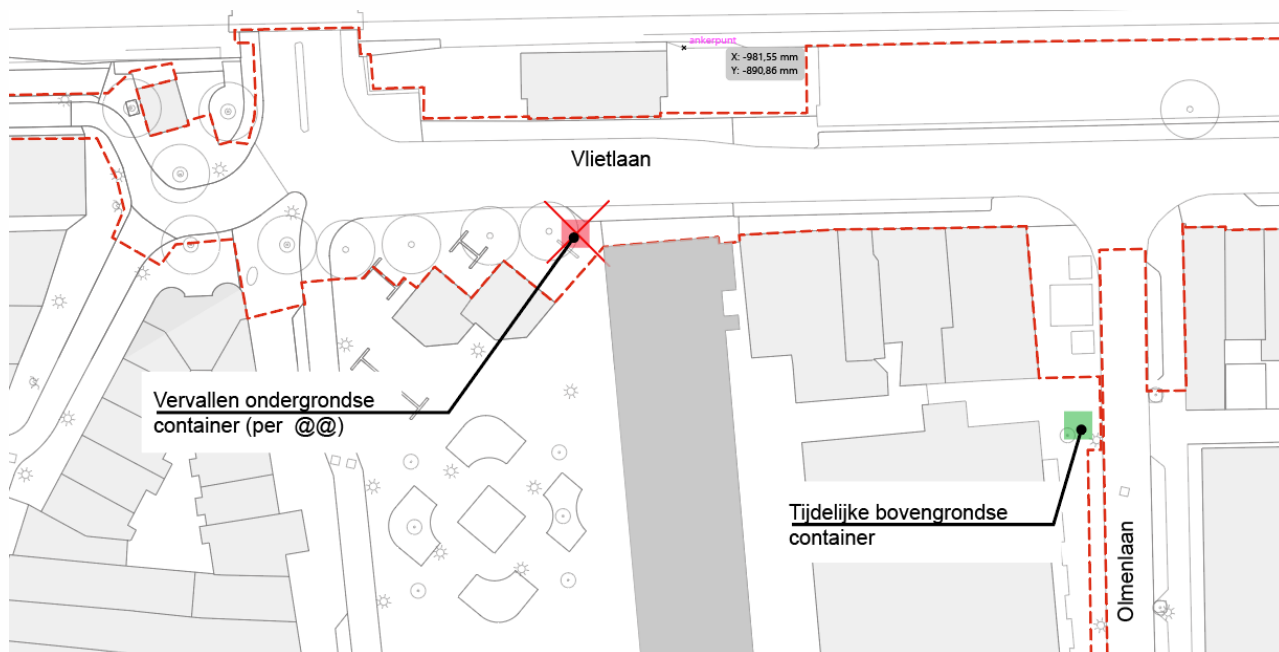 ankerpunt
X: -981,55 mm
Y: -890,86 mm
Vlietlaan
Vervallen ondergrondse
container (per @@)
Tijdelijke bovengrondse
container
Olmenlaan